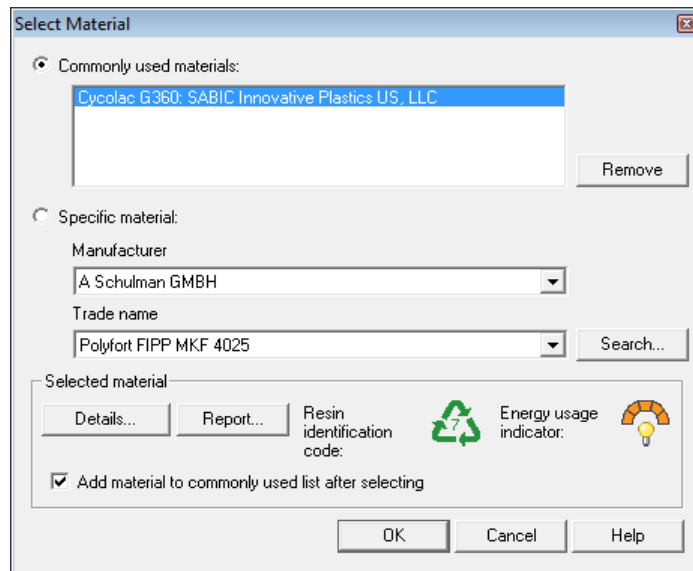 Select Material
Commonly used materials:
Cycolac G360: SABIC Innovative Plastics US, LLC
Remove
Specific material:
Manufacturer
A Schulman GMBH
Trade name
Polyfort FIPP MKF 4025
Search...
Selected material
Details...
Report...
Resin
identification
code:
7
Energy usage
indicator:
Add material to commonly used list after selecting
OK
Cancel
Help